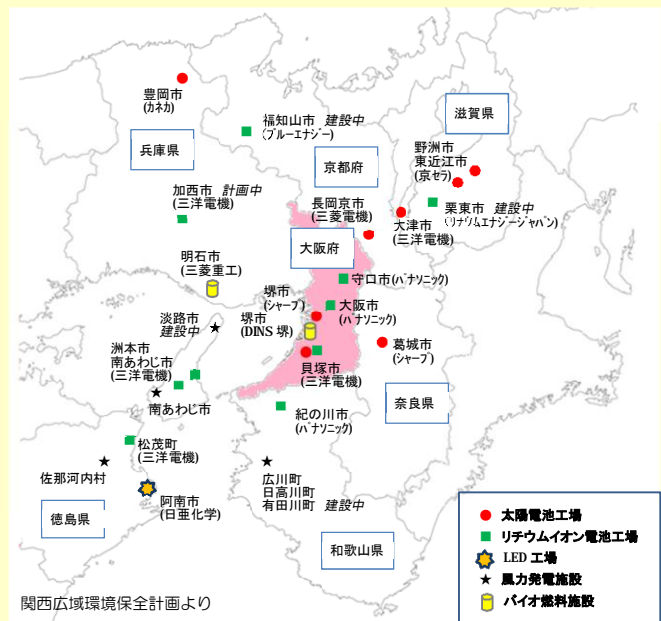 豊岡市
(カネカ)
福知山市 建設中
(ブルーエナジー)
滋賀県
兵庫県
京都府
野洲市
東近江市
(京セラ)
加西市 計画中
(三洋電機)
長岡京市
(三菱電機)
大津市
(三洋電機)
栗東市 建設中
(リチウムエナジージャパン)
大阪府
明石市
(三菱重工)
守口市(パナソニック)
淡路市
建設中
堺市
(シャープ)
堺市
(DINS 堺)
大阪市
(パナソニック)
葛城市
(シャープ)
洲本市
南あわじ市
(三洋電機)
貝塚市
(三洋電機)
南あわじ市
紀の川市
(パナソニック)
奈良県
松茂町
(三洋電機)
佐那河内村
広川町
日高川町
有田川町 建設中
阿南市
(日亜化学)
徳島県
和歌山県
太陽電池工場
リチウムイオン電池工場
LED 工場
風力発電施設
バイオ燃料施設
関西広域環境保全計画より